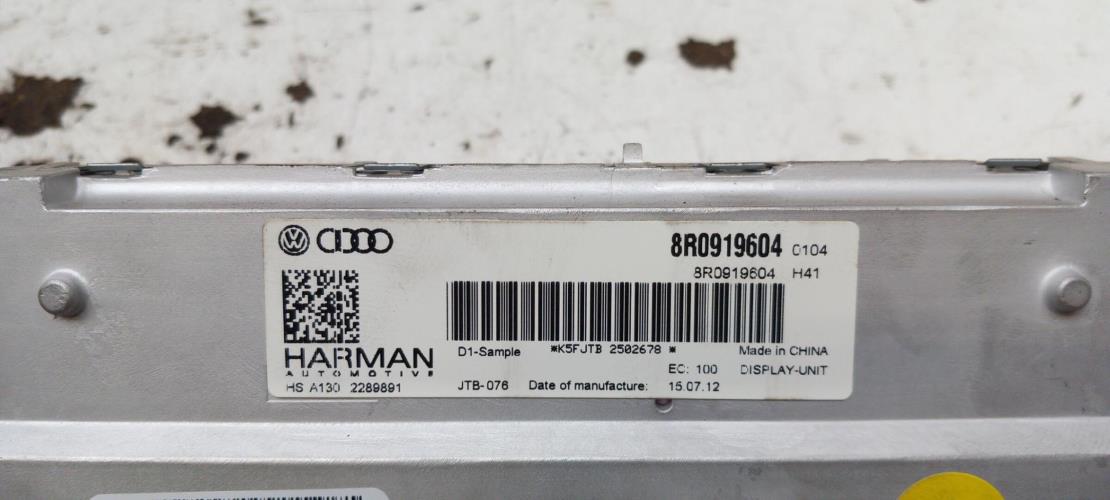 8R0919604 0104
8R0919604 H41
D1-Sample *K5FJTB 2502678 * Made in CHINA
HARMAN
AUTOMOTIVE
EC: 100 DISPLAY-UNIT
HS A130 2289891 JTB-076 Date of manufacture: 15.07.12